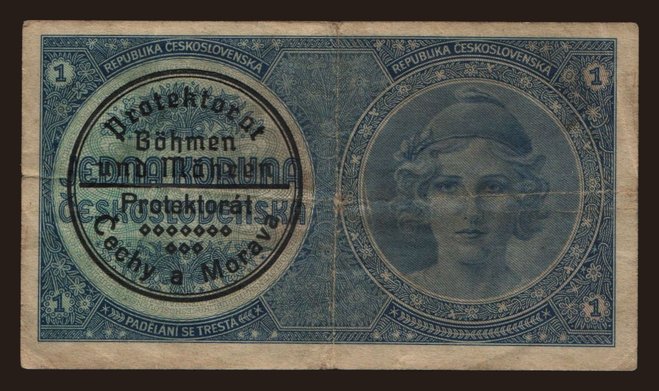 REPUBLIKA ČESKOSLOVENSKÁ
REPUBLIKA ČESKOSLOVENSKÁ
1
1
Protektorat
Böhmen
und Mähren
JEDNA KORUNA
Protektorát
ČESKOSLOVENSKÁ
Čechy a Morava
1
1
PADĚLÁNÍ SE TRESTÁ